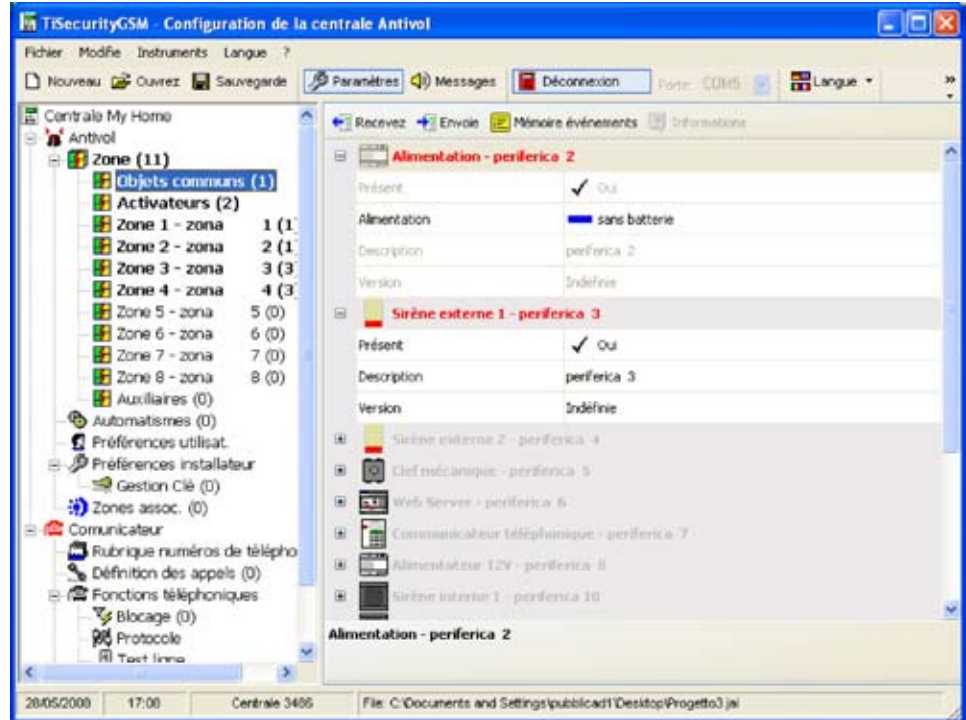 TiSecurityGSM - Configuration de la centrale Antivol
Fichier Modifie Instruments Langue ?
Nouveau Ouvrez Sauvegarde Paramètres Messages Déconnexion Porte: COM5 Langue »
Centrale My Home
Antivol
Zone (11)
Objets communs (1)
Activateurs (2)
Zone 1 - zona 1 (1
Zone 2 - zona 2 (1
Zone 3 - zona 3 (3
Zone 4 - zona 4 (3
Zone 5 - zona 5 (0)
Zone 6 - zona 6 (0)
Zone 7 - zona 7 (0)
Zone 8 - zona 8 (0)
Auxiliaires (0)
Automatismes (0)
Préférences utilisat.
Préférences installateur
Gestion Clè (0)
Zones assoc. (0)
Comunicateur
Rubrique numéros de télépho
Définition des appels (0)
Fonctions téléphoniques
Blocage (0)
Protocole
Test ligne
Recevez Envoie Mémoire événements Informations
Alimentation - periferica 2
Présent Oui
Alimentation sans batterie
Description periferica 2
Version Indéfinie
Sirène externe 1 - periferica 3
Présent Oui
Description periferica 3
Version Indéfinie
Sirène externe 2 - periferica 4
Clef mécanique - periferica 5
Web Server - periferica 6
Communicateur téléphonique - periferica 7
Alimentateur 12V - periferica 8
Sirène interne 1 - periferica 10
Alimentation - periferica 2
28/05/2008 17:08 Centrale 3486 File: C:\Documents and Settings\pubblicad1\Desktop\Progetto3.jai